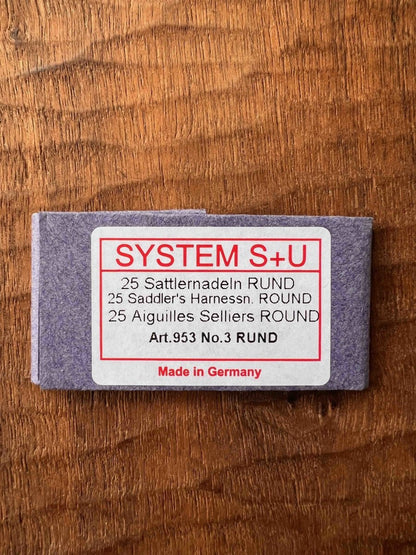 SYSTEM S+U
25 Sattlernadeln RUND
25 Saddler's Harnessn. ROUND
25 Aiguilles Selliers ROUND
Art.953 No.3 RUND
Made in Germany